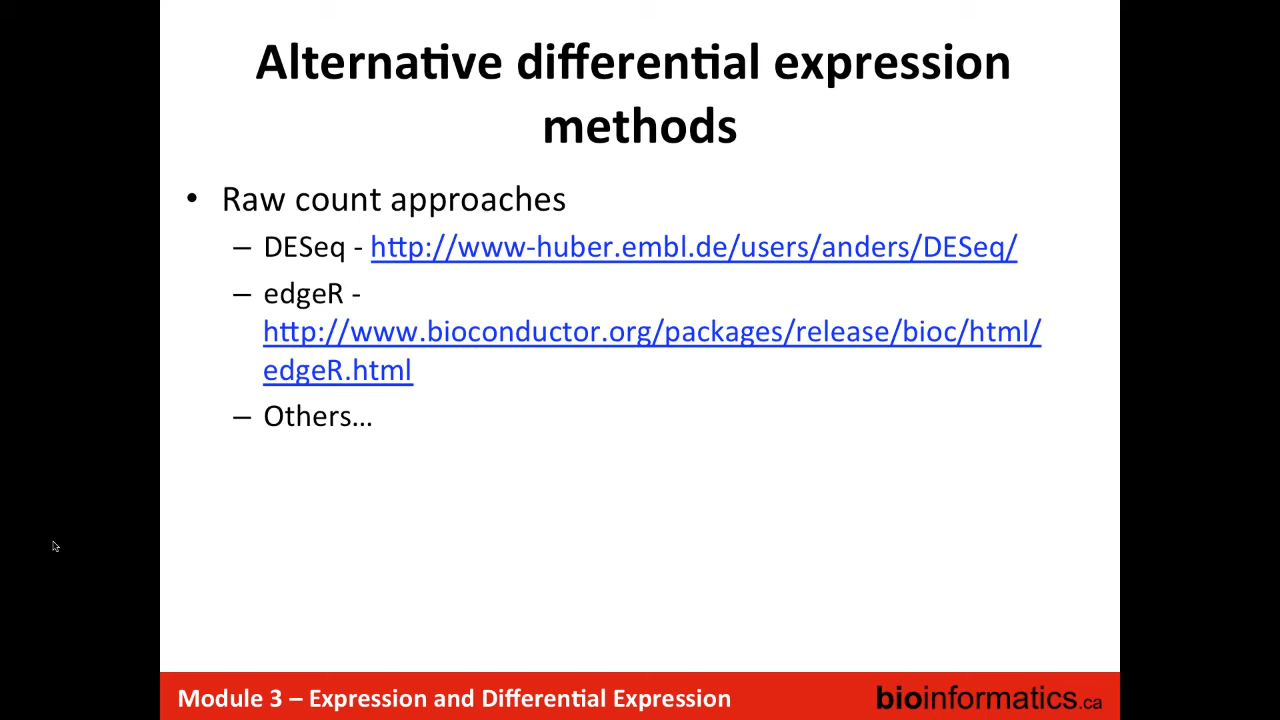 Alternative differential expression
methods
• Raw count approaches
– DESeq - http://www-huber.embl.de/users/anders/DESeq/
– edgeR -
http://www.bioconductor.org/packages/release/bioc/html/
edgeR.html
– Others…
Module 3 – Expression and Differential Expression
bioinformatics.ca